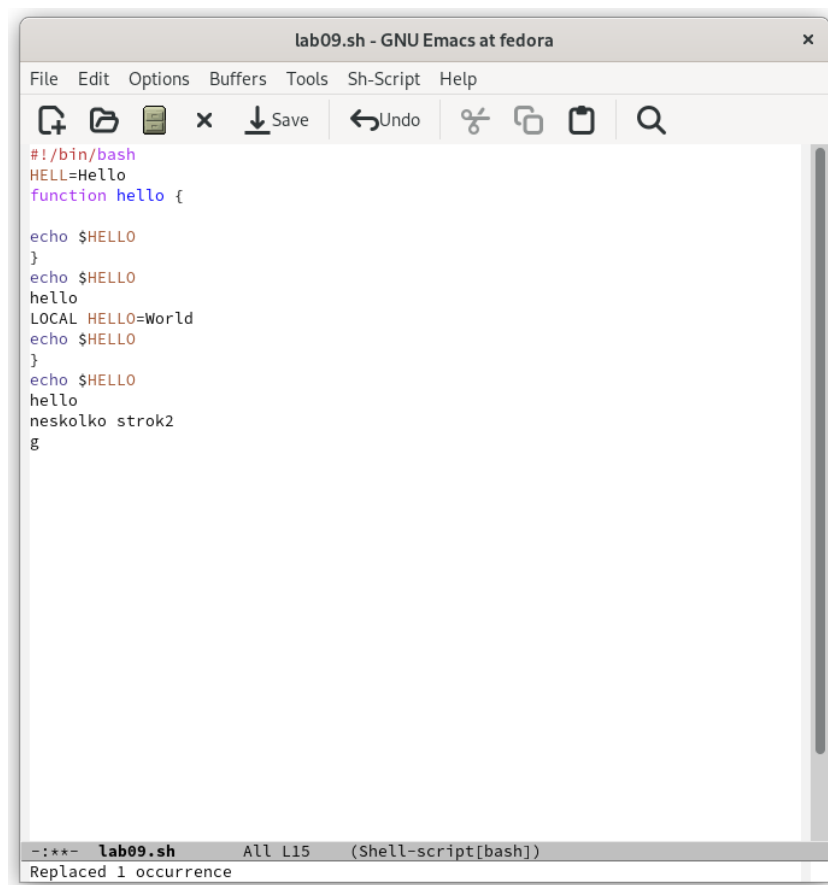 lab09.sh - GNU Emacs at fedora
File Edit Options Buffers Tools Sh-Script Help
Save Undo
#!/bin/bash
HELL=Hello
function hello {
echo $HELLO
}
echo $HELLO
hello
LOCAL HELLO=World
echo $HELLO
}
echo $HELLO
hello
neskolko strok2
g
-:**- lab09.sh All L15 (Shell-script[bash])
Replaced 1 occurrence